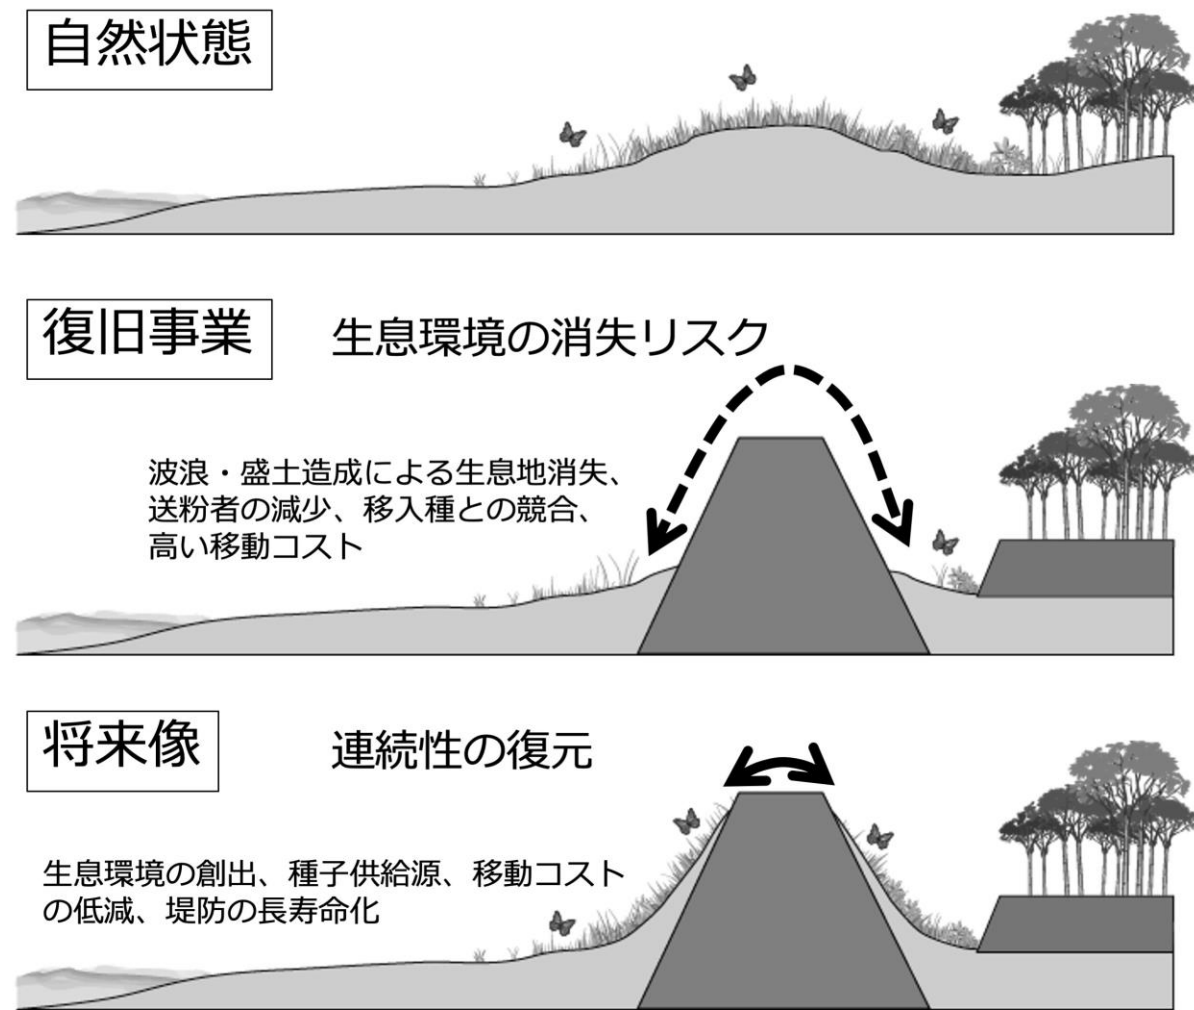 自然状態
復旧事業
生息環境の消失リスク
波浪・盛土造成による生息地消失、
送粉者の減少、移入種との競合、
高い移動コスト
将来像
連続性の復元
生息環境の創出、種子供給源、移動コスト
の低減、堤防の長寿命化